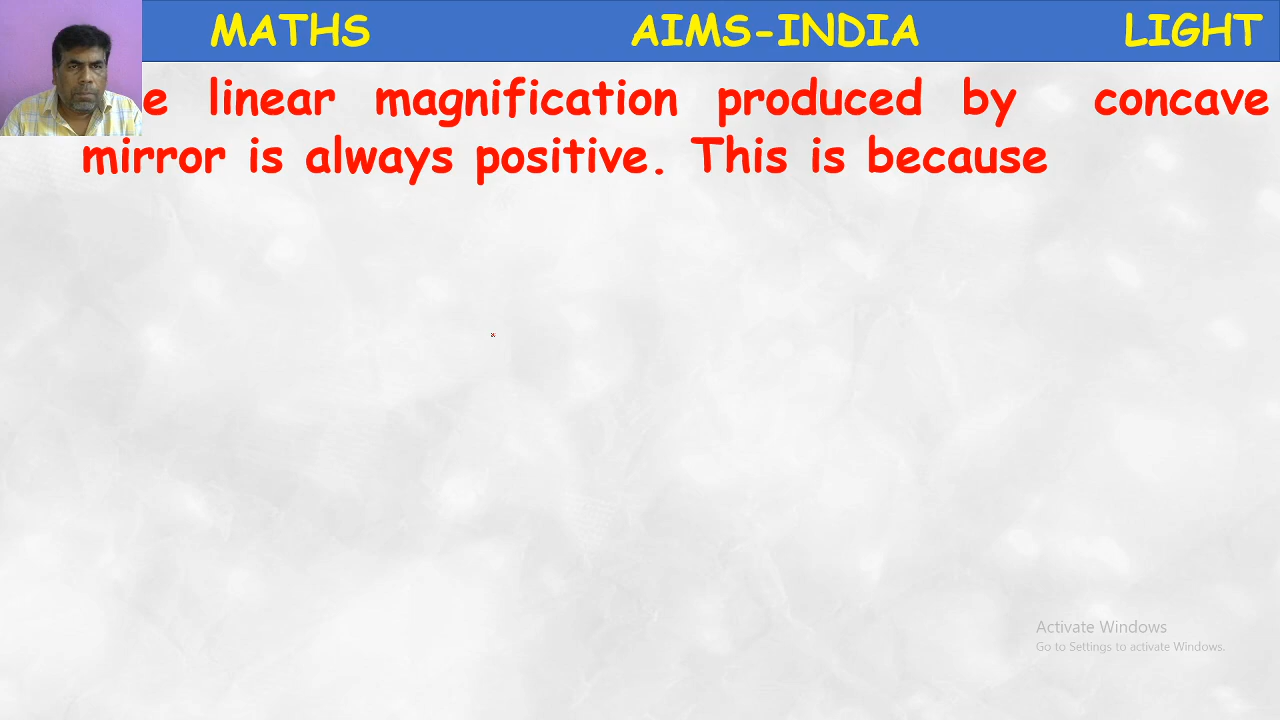 MATHS AIMS-INDIA LIGHT
linear magnification produced by concave
mirror is always positive. This is because
Activate Windows
Go to Settings to activate Windows.